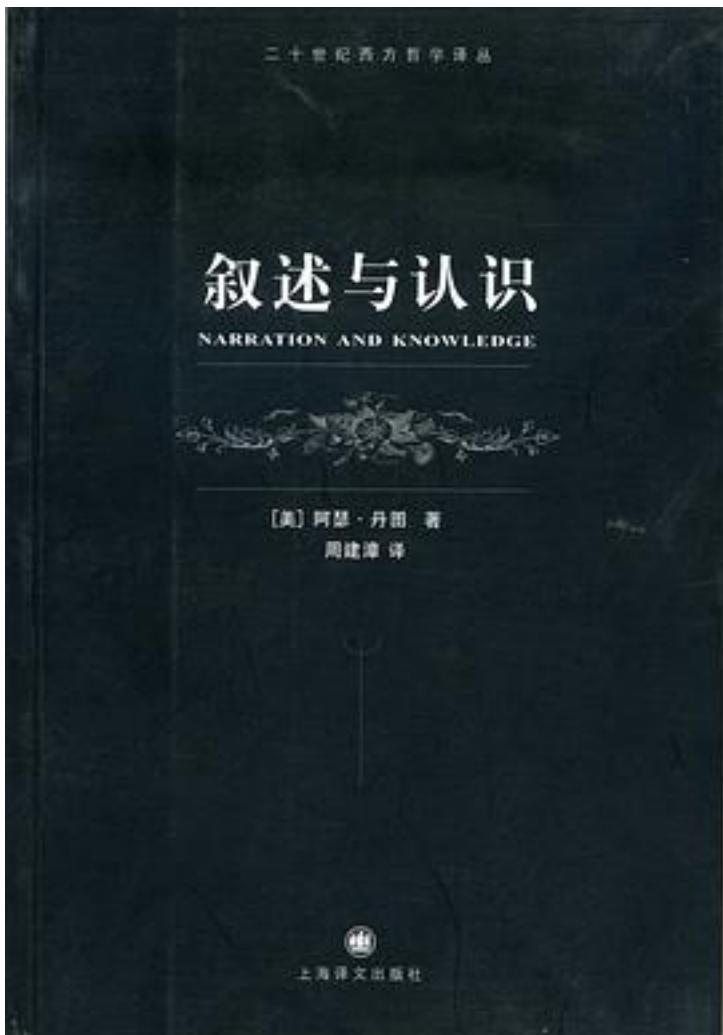 二十世纪西方哲学译丛
叙述与认识
NARRATION AND KNOWLEDGE
[美] 阿瑟·丹图 著
周建漳 译
上海译文出版社